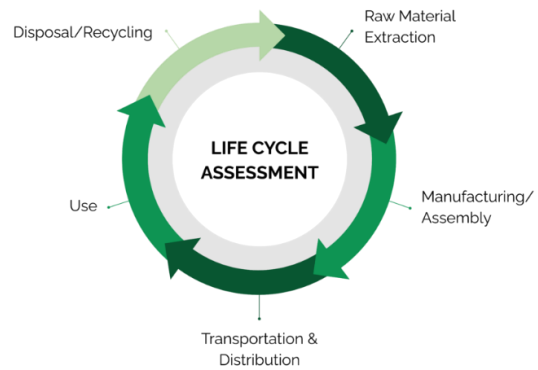 Disposal/Recycling
Raw Material
Extraction
LIFE CYCLE
ASSESSMENT
Manufacturing/
Assembly
Use
Transportation &
Distribution